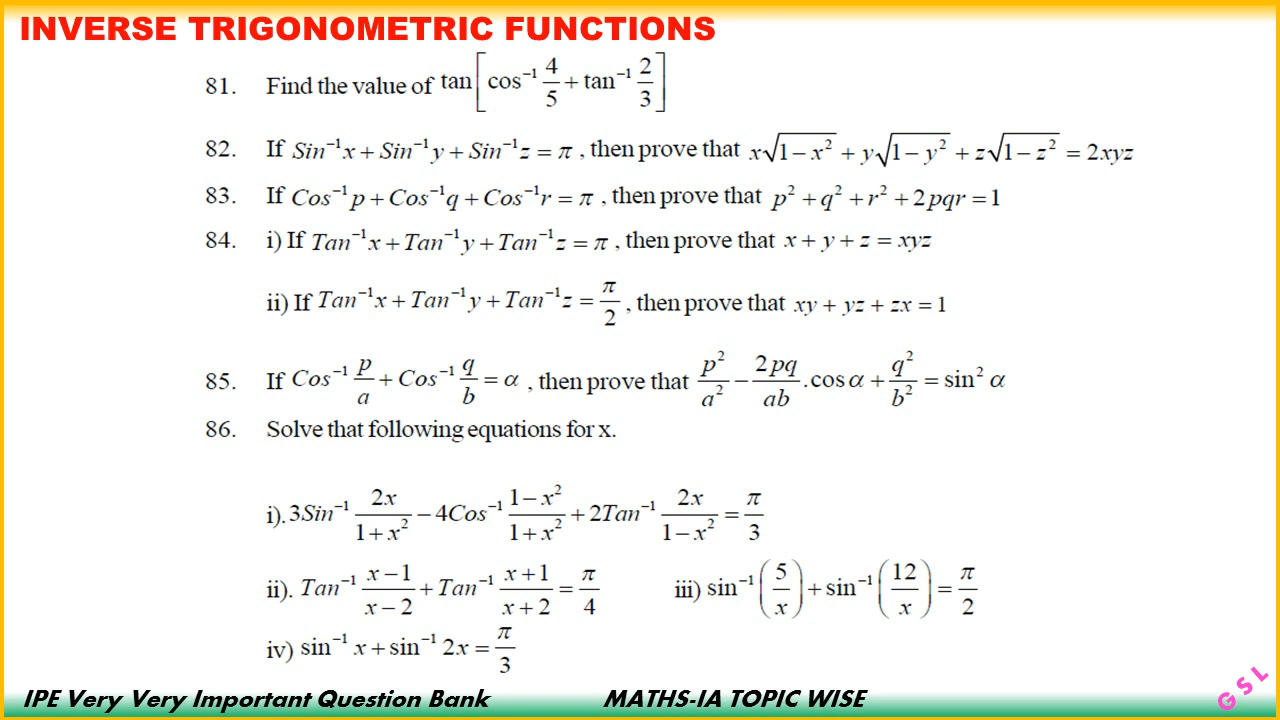 INVERSE TRIGONOMETRIC FUNCTIONS
81. Find the value of tan[cos⁻¹ 4/5 + tan⁻¹ 2/3]
82. If Sin⁻¹x + Sin⁻¹y + Sin⁻¹z = π, then prove that x√(1−x²) + y√(1−y²) + z√(1−z²) = 2xyz
83. If Cos⁻¹p + Cos⁻¹q + Cos⁻¹r = π, then prove that p² + q² + r² + 2pqr = 1
84. i) If Tan⁻¹x + Tan⁻¹y + Tan⁻¹z = π, then prove that x + y + z = xyz
ii) If Tan⁻¹x + Tan⁻¹y + Tan⁻¹z = π/2, then prove that xy + yz + zx = 1
85. If Cos⁻¹ p/a + Cos⁻¹ q/b = α, then prove that p²/a² − 2pq/ab .cos α + q²/b² = sin² α
86. Solve that following equations for x.
i). 3Sin⁻¹ 2x/(1+x²) − 4Cos⁻¹ (1−x²)/(1+x²) + 2Tan⁻¹ 2x/(1−x²) = π/3
ii). Tan⁻¹ (x−1)/(x−2) + Tan⁻¹ (x+1)/(x+2) = π/4 iii) sin⁻¹(5/x) + sin⁻¹(12/x) = π/2
iv) sin⁻¹ x + sin⁻¹ 2x = π/3
IPE Very Very Important Question Bank MATHS-IA TOPIC WISE
GSL